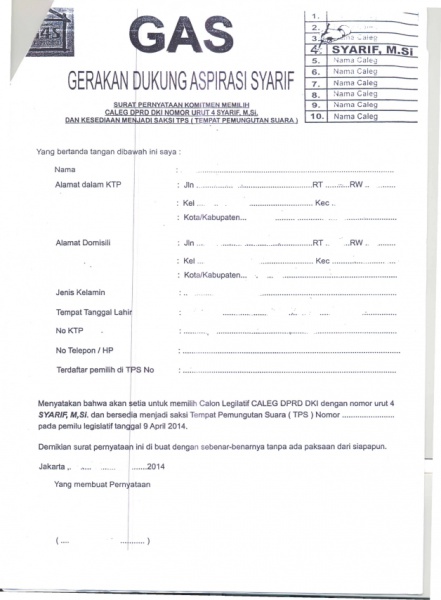 GAS
GERAKAN DUKUNG ASPIRASI SYARIF
SURAT PERNYATAAN KOMITMEN MEMILIH
CALEG DPRD DKI NOMOR URUT 4 SYARIF, M.Si.
DAN KESEDIAAN MENJADI SAKSI TPS ( TEMPAT PEMUNGUTAN SUARA )
1.
2.
3. Caleg
4 SYARIF, M.Si
5. Nama Caleg
6. Nama Caleg
7. Nama Caleg
8. Nama Caleg
9. Nama Caleg
10. Nama Caleg
Yang bertanda tangan dibawah ini saya :
Nama :
Alamat dalam KTP : Jln ... RT ... RW ..
: Kel ... Kec ..
: Kota/Kabupaten...
Alamat Domisili : Jln ... RT .. RW ..
: Kel ... Kec ...
: Kota/Kabupaten...
Jenis Kelamin :
Tempat Tanggal Lahir :
No KTP :
No Telepon / HP :
Terdaftar pemilih di TPS No :
Menyatakan bahwa akan setia untuk memilih Calon Legilatif CALEG DPRD DKI dengan nomor urut 4
SYARIF, M,Si. dan bersedia menjadi saksi Tempat Pemungutan Suara ( TPS ) Nomor ......................
pada pemilu legislatif tanggal 9 April 2014.
Demikian surat pernyataan ini di buat dengan sebenar-benarnya tanpa ada paksaan dari siapapun.
Jakarta ,. ... .......2014
Yang membuat Pernyataan
( .... ........... )